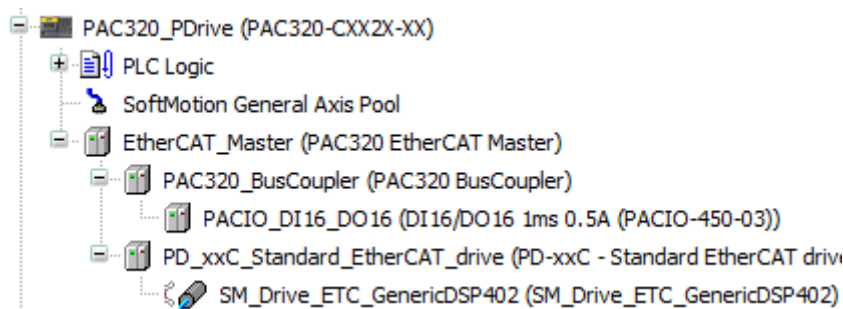 PAC320_PDrive (PAC320-CXX2X-XX)
PLC Logic
SoftMotion General Axis Pool
EtherCAT_Master (PAC320 EtherCAT Master)
PAC320_BusCoupler (PAC320 BusCoupler)
PACIO_DI16_DO16 (DI16/DO16 1ms 0.5A (PACIO-450-03))
PD_xxC_Standard_EtherCAT_drive (PD-xxC - Standard EtherCAT drive
SM_Drive_ETC_GenericDSP402 (SM_Drive_ETC_GenericDSP402)